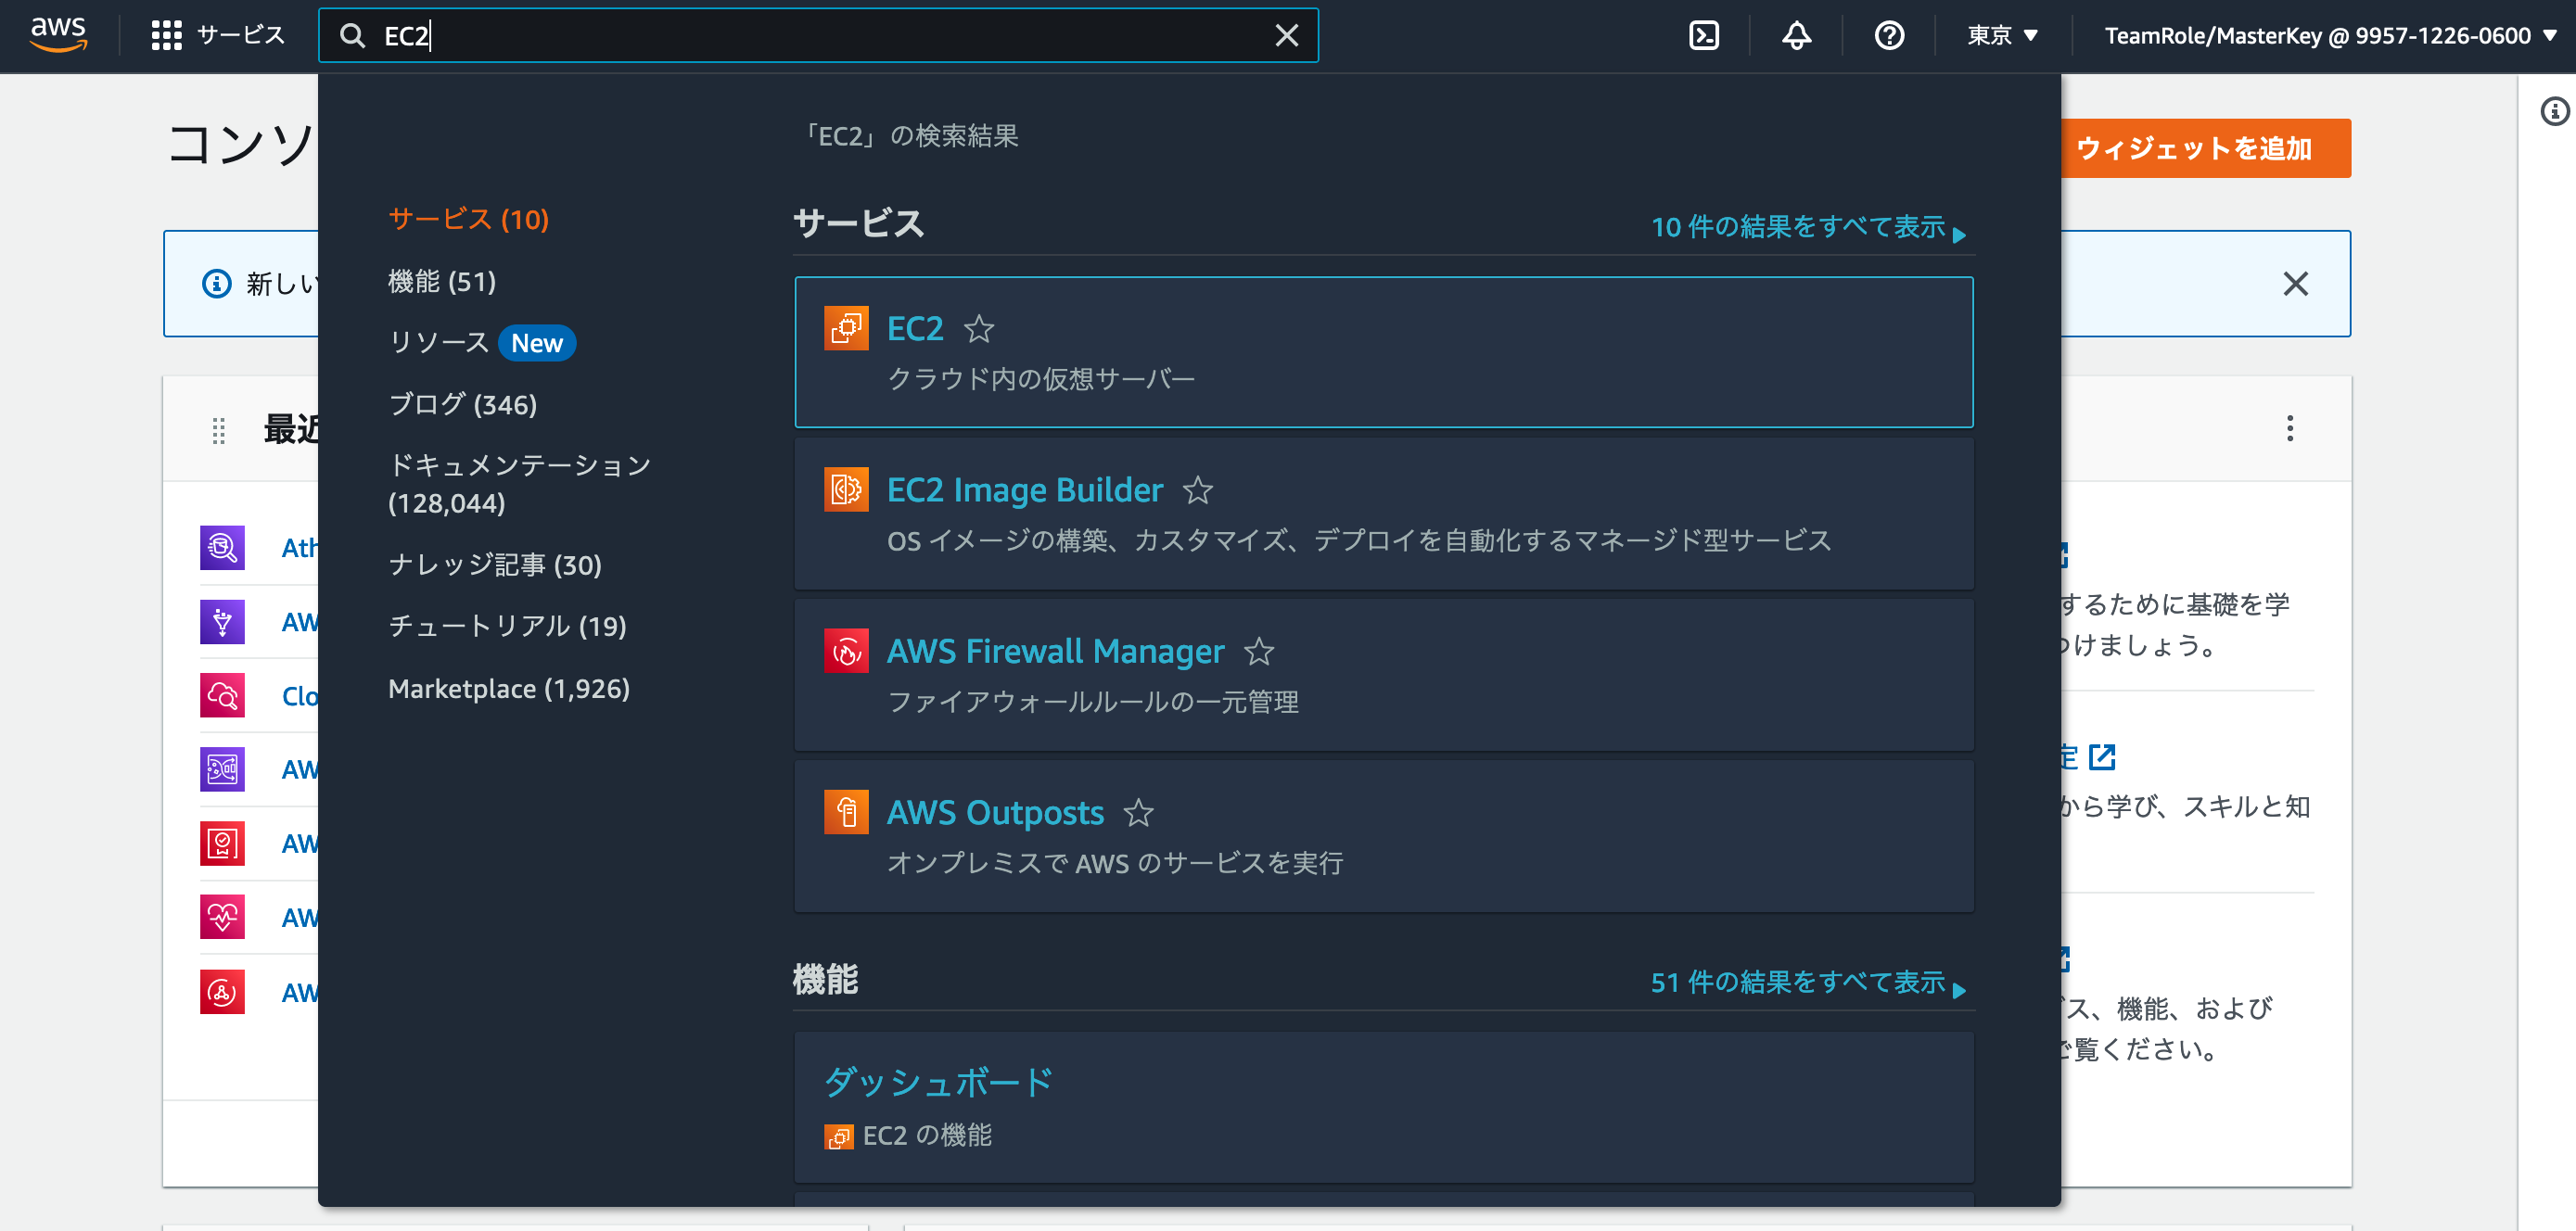 aws
サービス
EC2
東京
TeamRole/MasterKey @ 9957-1226-0600
コンソ
ウィジェットを追加
新しい
最近
Ath
AW
Clo
AW
AW
AW
AW
「EC2」の検索結果
サービス (10)
機能 (51)
リソース New
ブログ (346)
ドキュメンテーション
(128,044)
ナレッジ記事 (30)
チュートリアル (19)
Marketplace (1,926)
サービス
10 件の結果をすべて表示
EC2
クラウド内の仮想サーバー
EC2 Image Builder
OS イメージの構築、カスタマイズ、デプロイを自動化するマネージド型サービス
AWS Firewall Manager
ファイアウォールルールの一元管理
AWS Outposts
オンプレミスで AWS のサービスを実行
機能
51 件の結果をすべて表示
ダッシュボード
EC2 の機能
するために基礎を学
つけましょう。
定
から学び、スキルと知
ス、機能、および
ご覧ください。